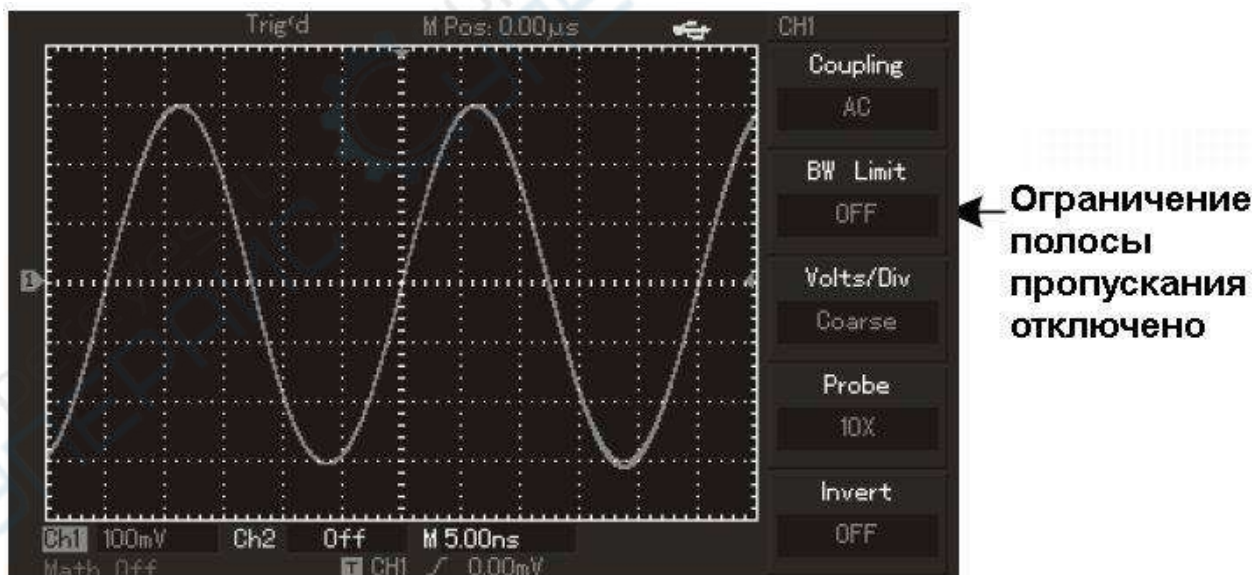 Trig'd M Pos: 0.00µs CH1
Coupling
AC
BW Limit
OFF
Volts/Div
Coarse
Probe
10X
Invert
OFF
1
Ch1 100mV Ch2 Off M 5.00ns
Math Off T CH1 / 0.00mV
Ограничение
полосы
пропускания
отключено